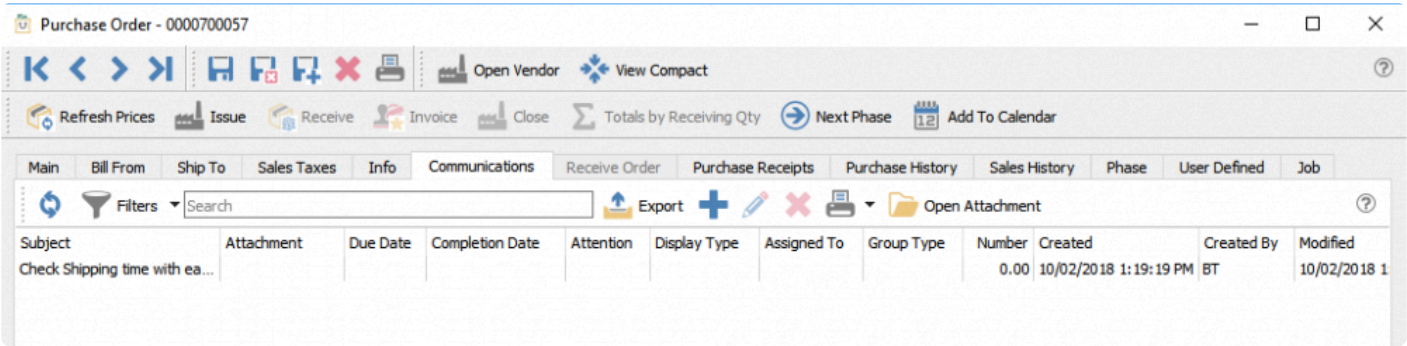 Purchase Order - 0000700057
Open Vendor View Compact
Refresh Prices Issue Receive Invoice Close Totals by Receiving Qty Next Phase 12 Add To Calendar
Main Bill From Ship To Sales Taxes Info Communications Receive Order Purchase Receipts Purchase History Sales History Phase User Defined Job
Filters Search Export Open Attachment
Subject Attachment Due Date Completion Date Attention Display Type Assigned To Group Type Number Created Created By Modified
Check Shipping time with ea... 0.00 10/02/2018 1:19:19 PM BT 10/02/2018 1: